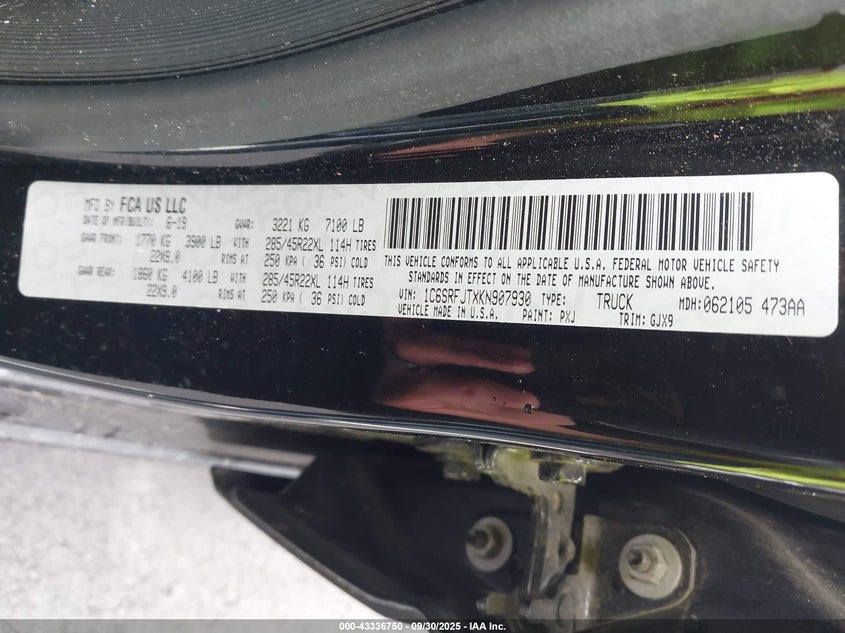 MFD BY FCA US LLC
DATE OF MFR(BUILT): 6-19 GVWR: 3221 KG 7100 LB
GAWR FRONT: 1770 KG 3900 LB WITH 285/45R22XL 114H TIRES
22X9.0 RIMS AT 250 KPA ( 36 PSI) COLD
GAWR REAR: 1860 KG 4100 LB WITH 285/45R22XL 114H TIRES
22X9.0 RIMS AT 250 KPA ( 36 PSI) COLD
THIS VEHICLE CONFORMS TO ALL APPLICABLE U.S.A. FEDERAL MOTOR VEHICLE SAFETY
STANDARDS IN EFFECT ON THE DATE OF MANUFACTURE SHOWN ABOVE.
VIN: 1C6SRFJTXKN907930 TYPE: TRUCK MDH:062105 473AA
VEHICLE MADE IN U.S.A. PAINT: PXJ TRIM: GJX9
000-43336750 - 09/30/2025 - IAA Inc.